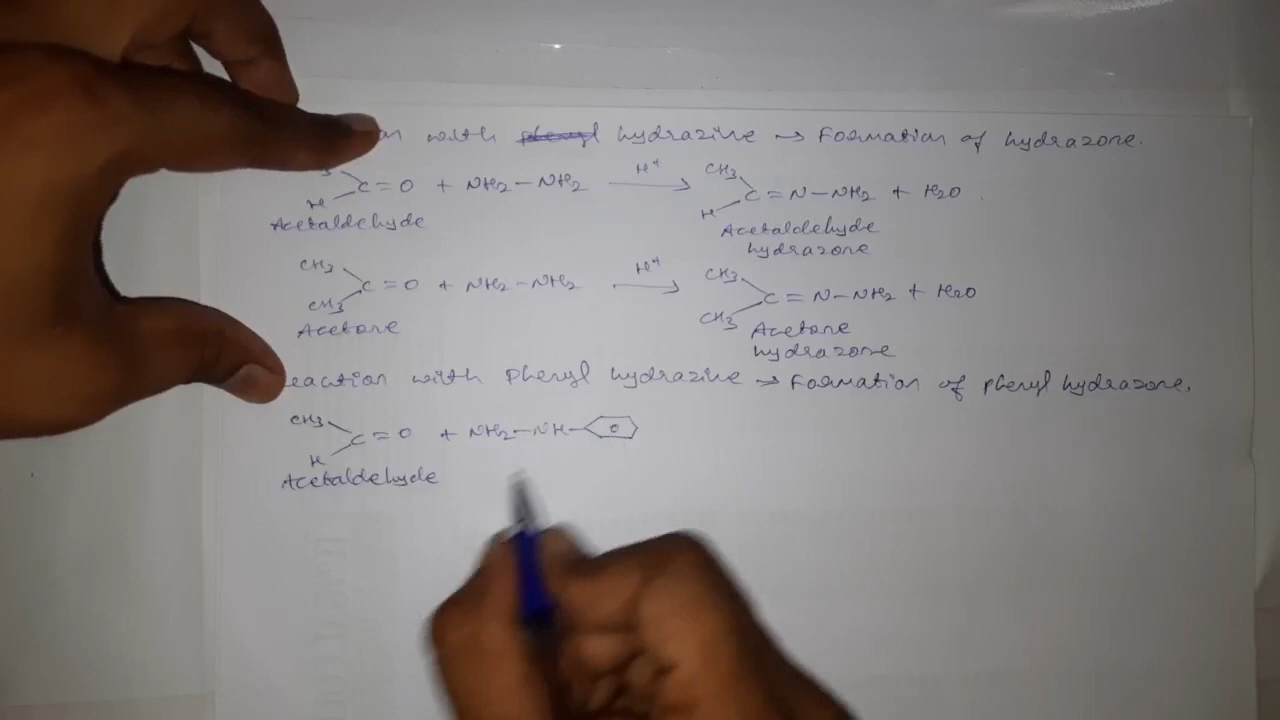 with hydrazine → Formation of hydrazone.
H C=O + NH2-NH2 H+ → CH3 H C=N-NH2 + H2O
Acetaldehyde Acetaldehyde hydrazone
CH3 CH3 C=O + NH2-NH2 H+ → CH3 CH3 C=N-NH2 + H2O
Acetone Acetone hydrazone
eaction with phenyl hydrazine → Formation of phenyl hydrazone.
CH3 H C=O + NH2-NH-
Acetaldehyde